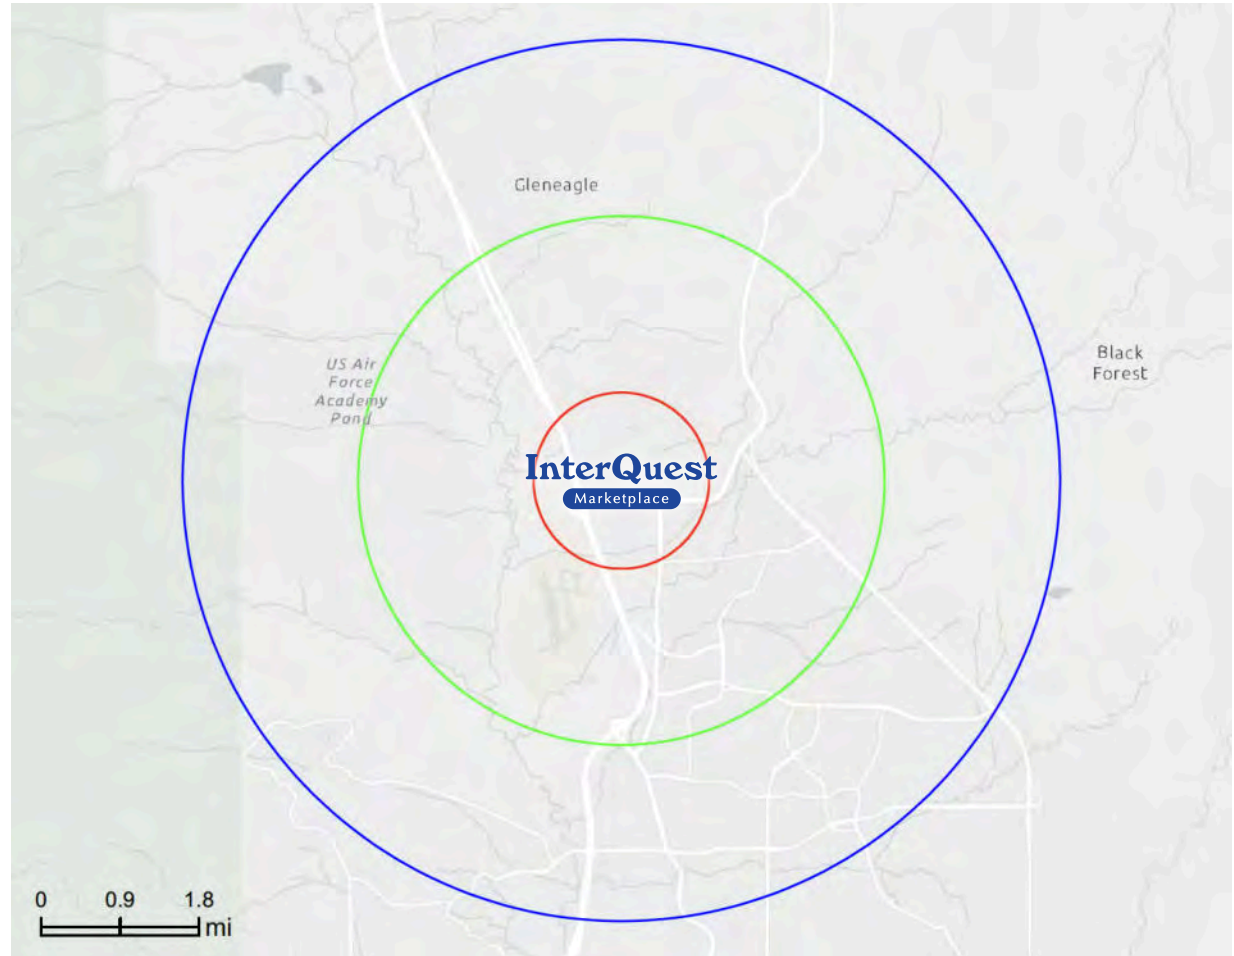 Gleneagle
US Air
Force
Academy
Pond
Black
Forest
InterQuest
Marketplace
0 0.9 1.8
mi